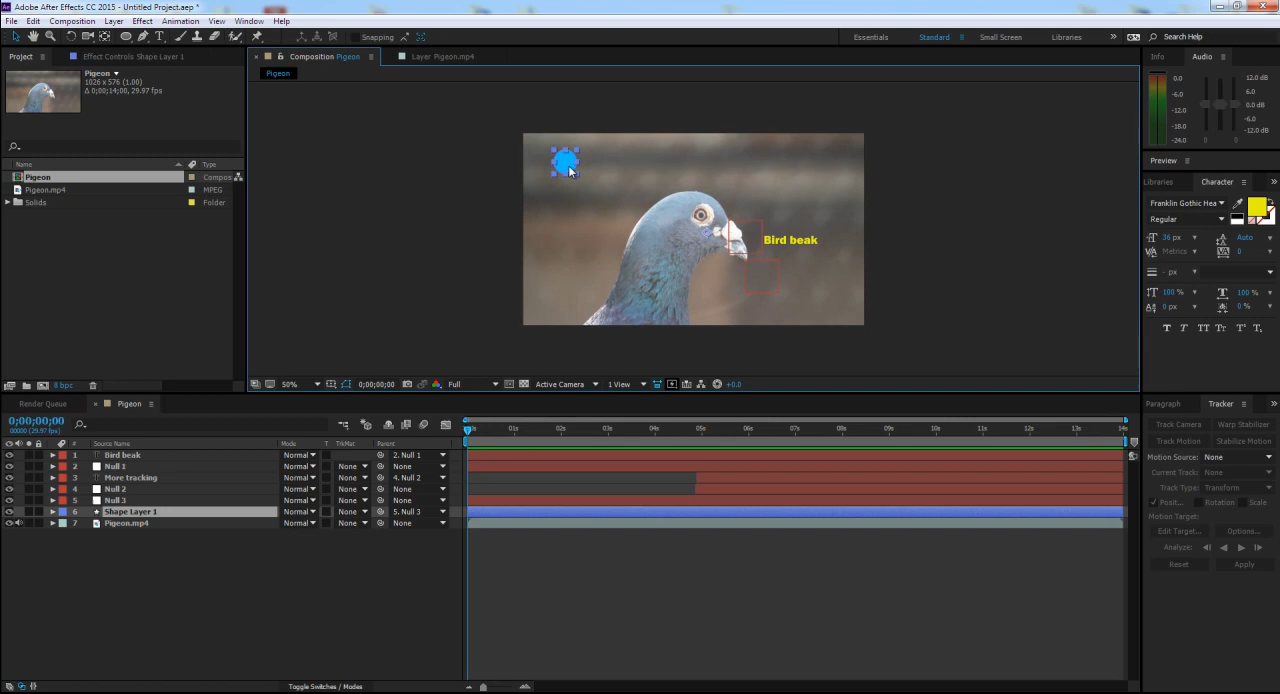 Adobe After Effects CC 2015 - Untitled Project.aep *
File Edit Composition Layer Effect Animation View Window Help
Snapping Essentials Standard Small Screen Libraries Search Help
Project Effect Controls Shape Layer 1 Composition Pigeon Layer Pigeon.mp4 Info Audio
Pigeon
1026 x 576 (1.00)
Δ 0;00;14;00, 29.97 fps
Pigeon
0.0 12.0 dB
-6.0 6.0
-12.0 0.0 dB
-18.0 -6.0
-24.0 -12.0 dB
Name Type
Pigeon Compos
Pigeon.mp4 MPEG
Solids Folder
Preview
Libraries Character
Franklin Gothic Hea
Regular
36 px Auto
Metrics 0
- px
100 % 100 %
0 px 0 %
T T TT Tr T¹ T₁
Bird beak
8 bpc 50% 0;00;00;00 Full Active Camera 1 View +0.0
Render Queue Pigeon Paragraph Tracker
0;00;00;00
00000 (29.97 fps)
01s 02s 03s 04s 05s 06s 07s 08s 09s 10s 11s 12s 13s 14s
# Source Name Mode T TrkMat Parent
1 Bird beak Normal 2. Null 1
2 Null 1 Normal None None
3 More tracking Normal None 4. Null 2
4 Null 2 Normal None None
5 Null 3 Normal None None
6 Shape Layer 1 Normal None 5. Null 3
7 Pigeon.mp4 Normal None None
Track Camera Warp Stabilizer
Track Motion Stabilize Motion
Motion Source: None
Current Track: None
Track Type: Transform
Posit... Rotation Scale
Motion Target:
Edit Target... Options...
Analyze:
Reset Apply
Toggle Switches / Modes